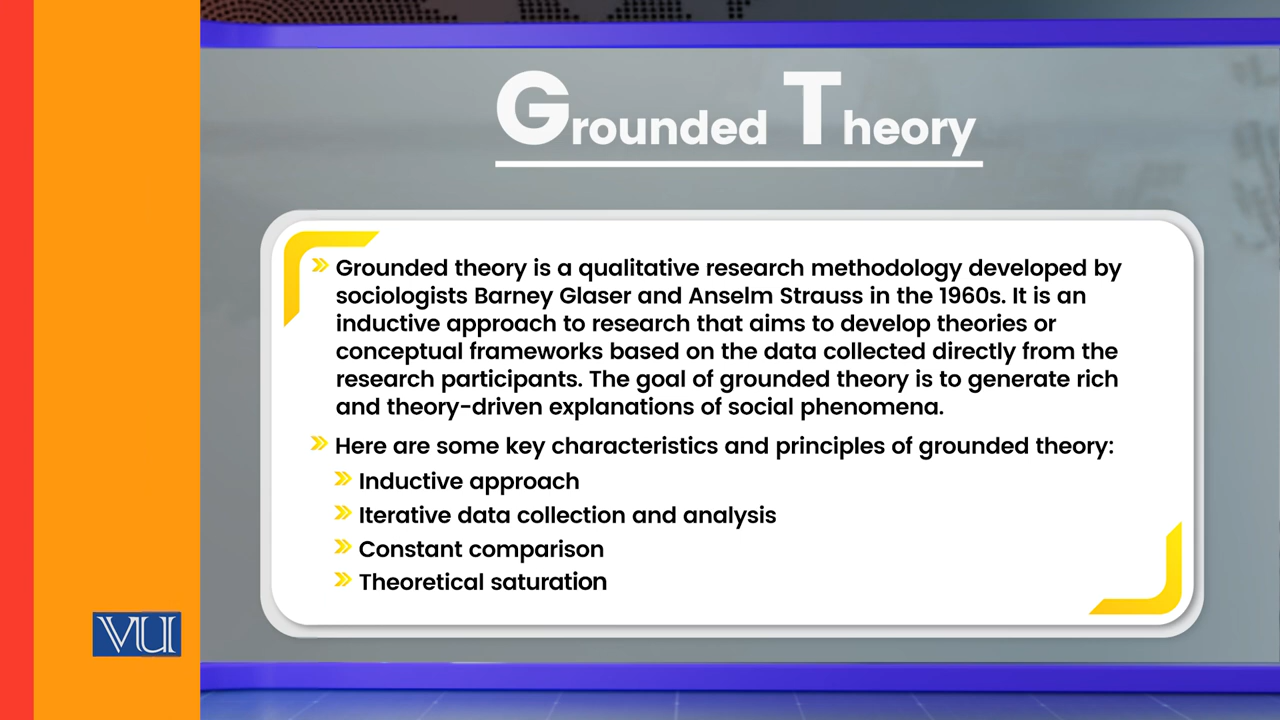 Grounded Theory
Grounded theory is a qualitative research methodology developed by
sociologists Barney Glaser and Anselm Strauss in the 1960s. It is an
inductive approach to research that aims to develop theories or
conceptual frameworks based on the data collected directly from the
research participants. The goal of grounded theory is to generate rich
and theory-driven explanations of social phenomena.
Here are some key characteristics and principles of grounded theory:
Inductive approach
Iterative data collection and analysis
Constant comparison
Theoretical saturation
VU